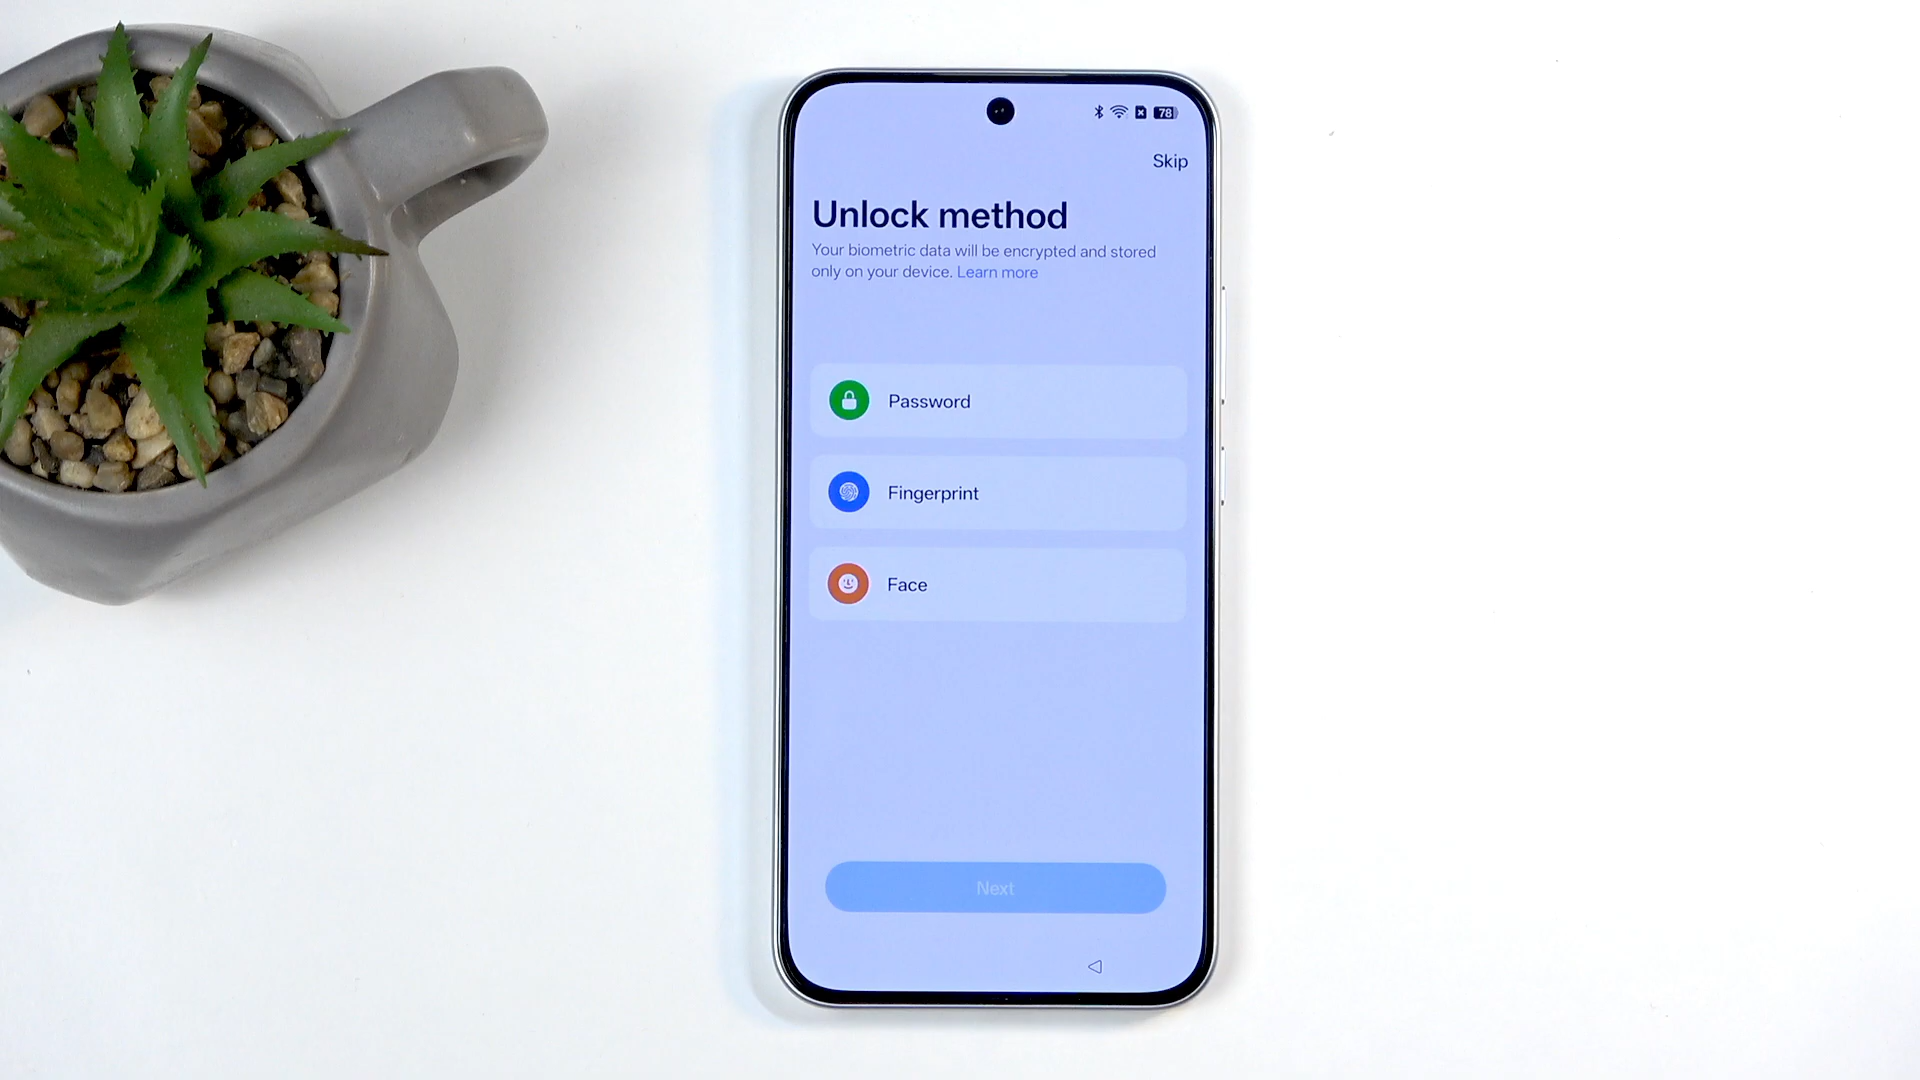 78
Skip
Unlock method
Your biometric data will be encrypted and stored
only on your device. Learn more
Password
Fingerprint
Face
Next